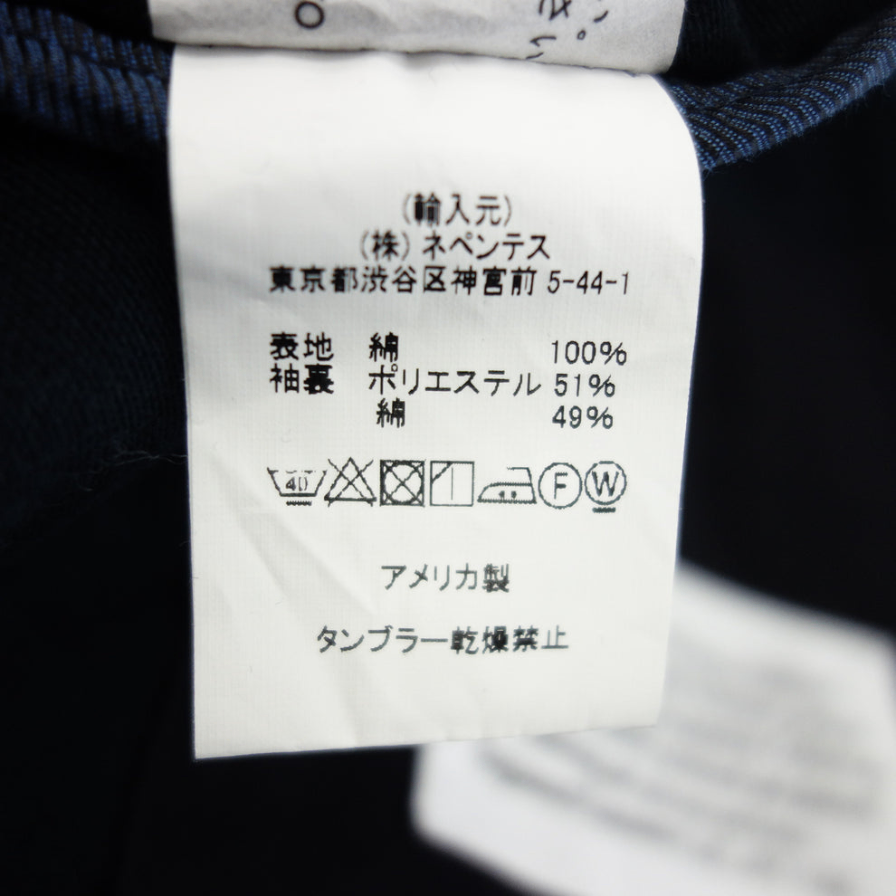 (輸入元)
(株) ネペンテス
東京都渋谷区神宮前 5-44-1
表地 綿 100%
袖裏 ポリエステル 51%
綿 49%
40 F W
アメリカ製
タンブラー乾燥禁止